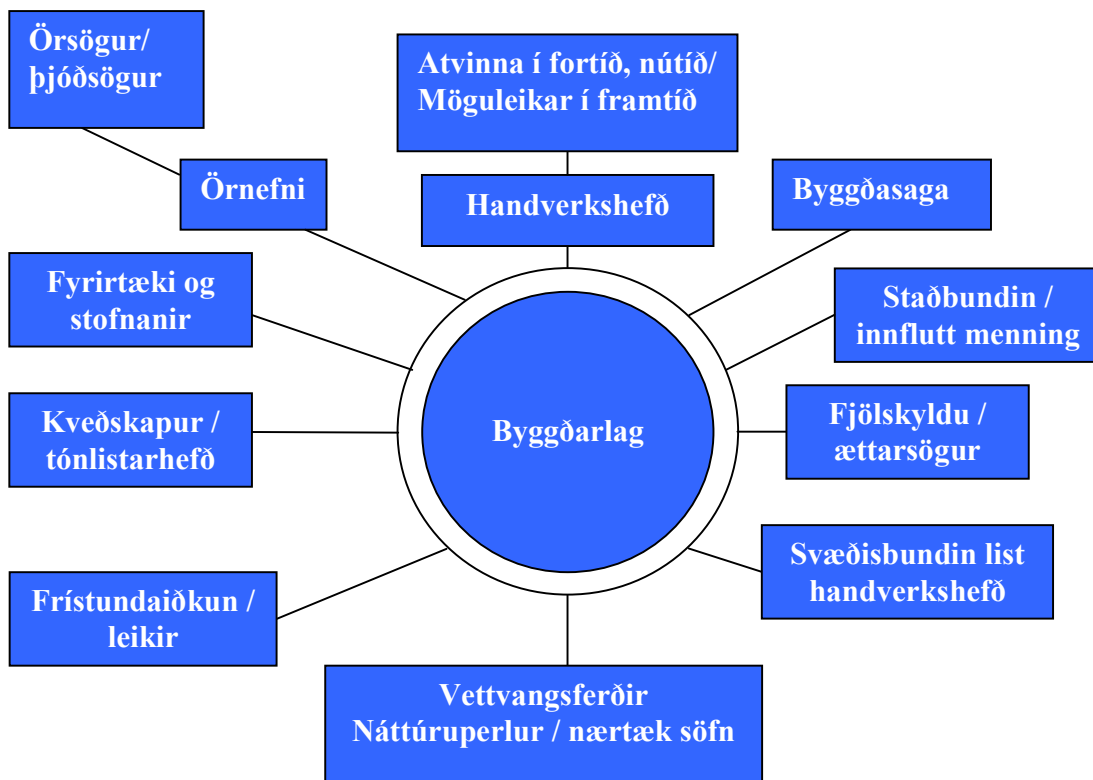 Örsögur/
þjóðsögur
Atvinna í fortíð, nútíð/
Möguleikar í framtíð
Örnefni
Handverkshefð
Byggðasaga
Fyrirtæki og
stofnanir
Staðbundin /
innflutt menning
Kveðskapur /
tónlistarhefð
Byggðarlag
Fjölskyldu /
ættarsögur
Svæðisbundin list
handverkshefð
Frístundaiðkun /
leikir
Vettvangsferðir
Náttúruperlur / nærtæk söfn